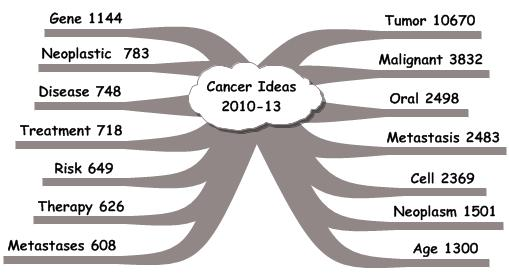 Gene 1144
Neoplastic 783
Disease 748
Treatment 718
Risk 649
Therapy 626
Metastases 608
Cancer Ideas
2010-13
Tumor 10670
Malignant 3832
Oral 2498
Metastasis 2483
Cell 2369
Neoplasm 1501
Age 1300